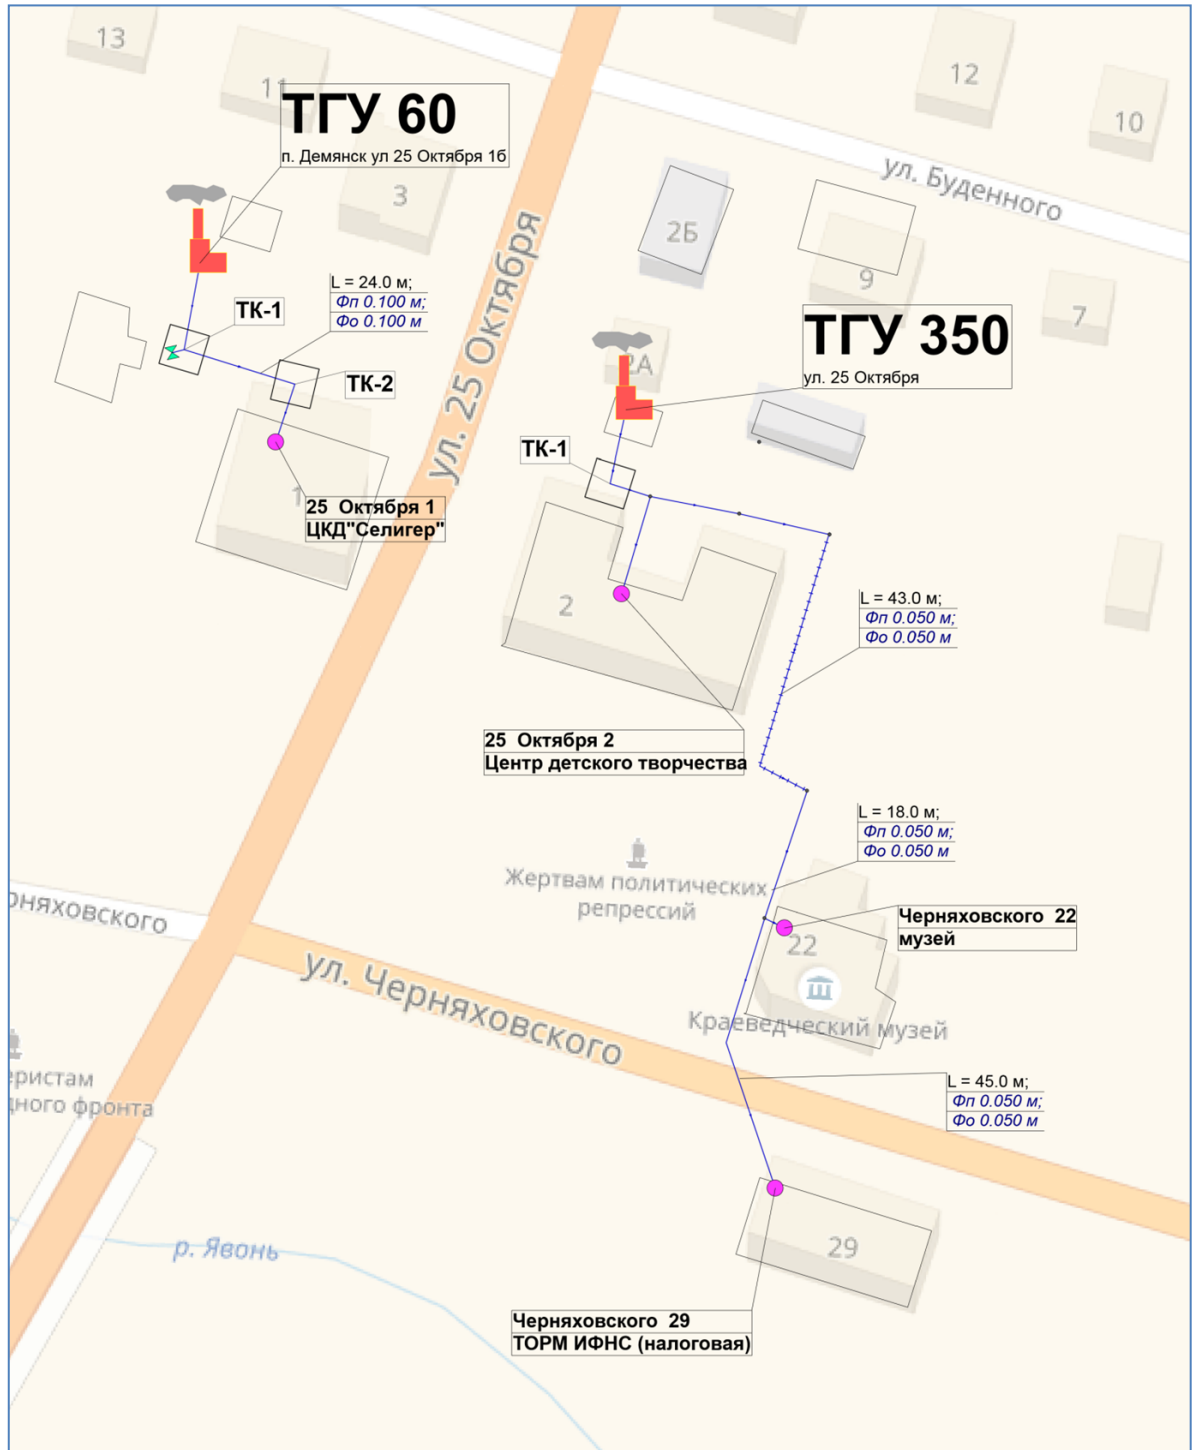 13
11
ТГУ 60
п. Демянск ул 25 Октября 1б
3
12
10
ул. Буденного
2Б
9
7
ул. 25 Октября
L = 24.0 м;
Фп 0.100 м;
Фо 0.100 м
ТК-1
ТК-2
2А
ТГУ 350
ул. 25 Октября
ТК-1
1
25 Октября 1
ЦКД"Селигер"
2
L = 43.0 м;
Фп 0.050 м;
Фо 0.050 м
25 Октября 2
Центр детского творчества
L = 18.0 м;
Фп 0.050 м;
Фо 0.050 м
Жертвам политических
репрессий
Черняховского 22
музей
22
рняховского
ул. Черняховского
Краеведческий музей
еристам
дного фронта
L = 45.0 м;
Фп 0.050 м;
Фо 0.050 м
р. Явонь
29
Черняховского 29
ТОРМ ИФНС (налоговая)